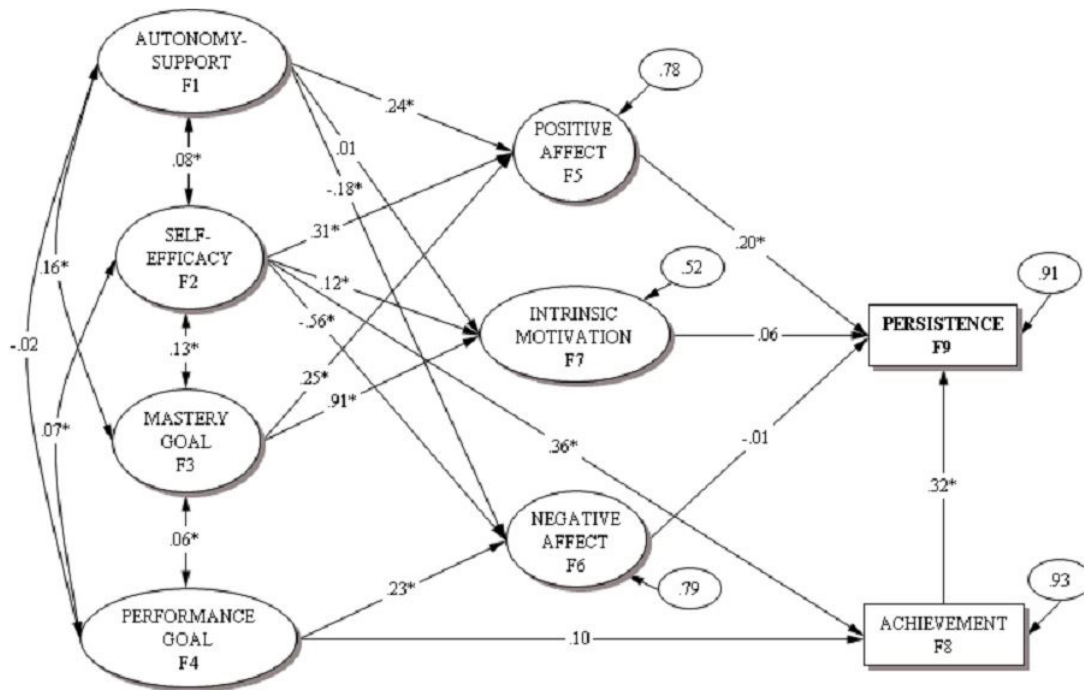 AUTONOMY-
SUPPORT
F1
.78
.24*
POSITIVE
AFFECT
F5
.01
.08*
-.18*
SELF-
EFFICACY
F2
.31*
.20*
.16*
.12*
.52
.91
INTRINSIC
MOTIVATION
F7
.06
PERSISTENCE
F9
-.56*
-.02
.13*
.25*
.91*
MASTERY
GOAL
F3
.07*
.36*
-.01
.32*
NEGATIVE
AFFECT
F6
.06*
.23*
.79
.93
PERFORMANCE
GOAL
F4
.10
ACHIEVEMENT
F8